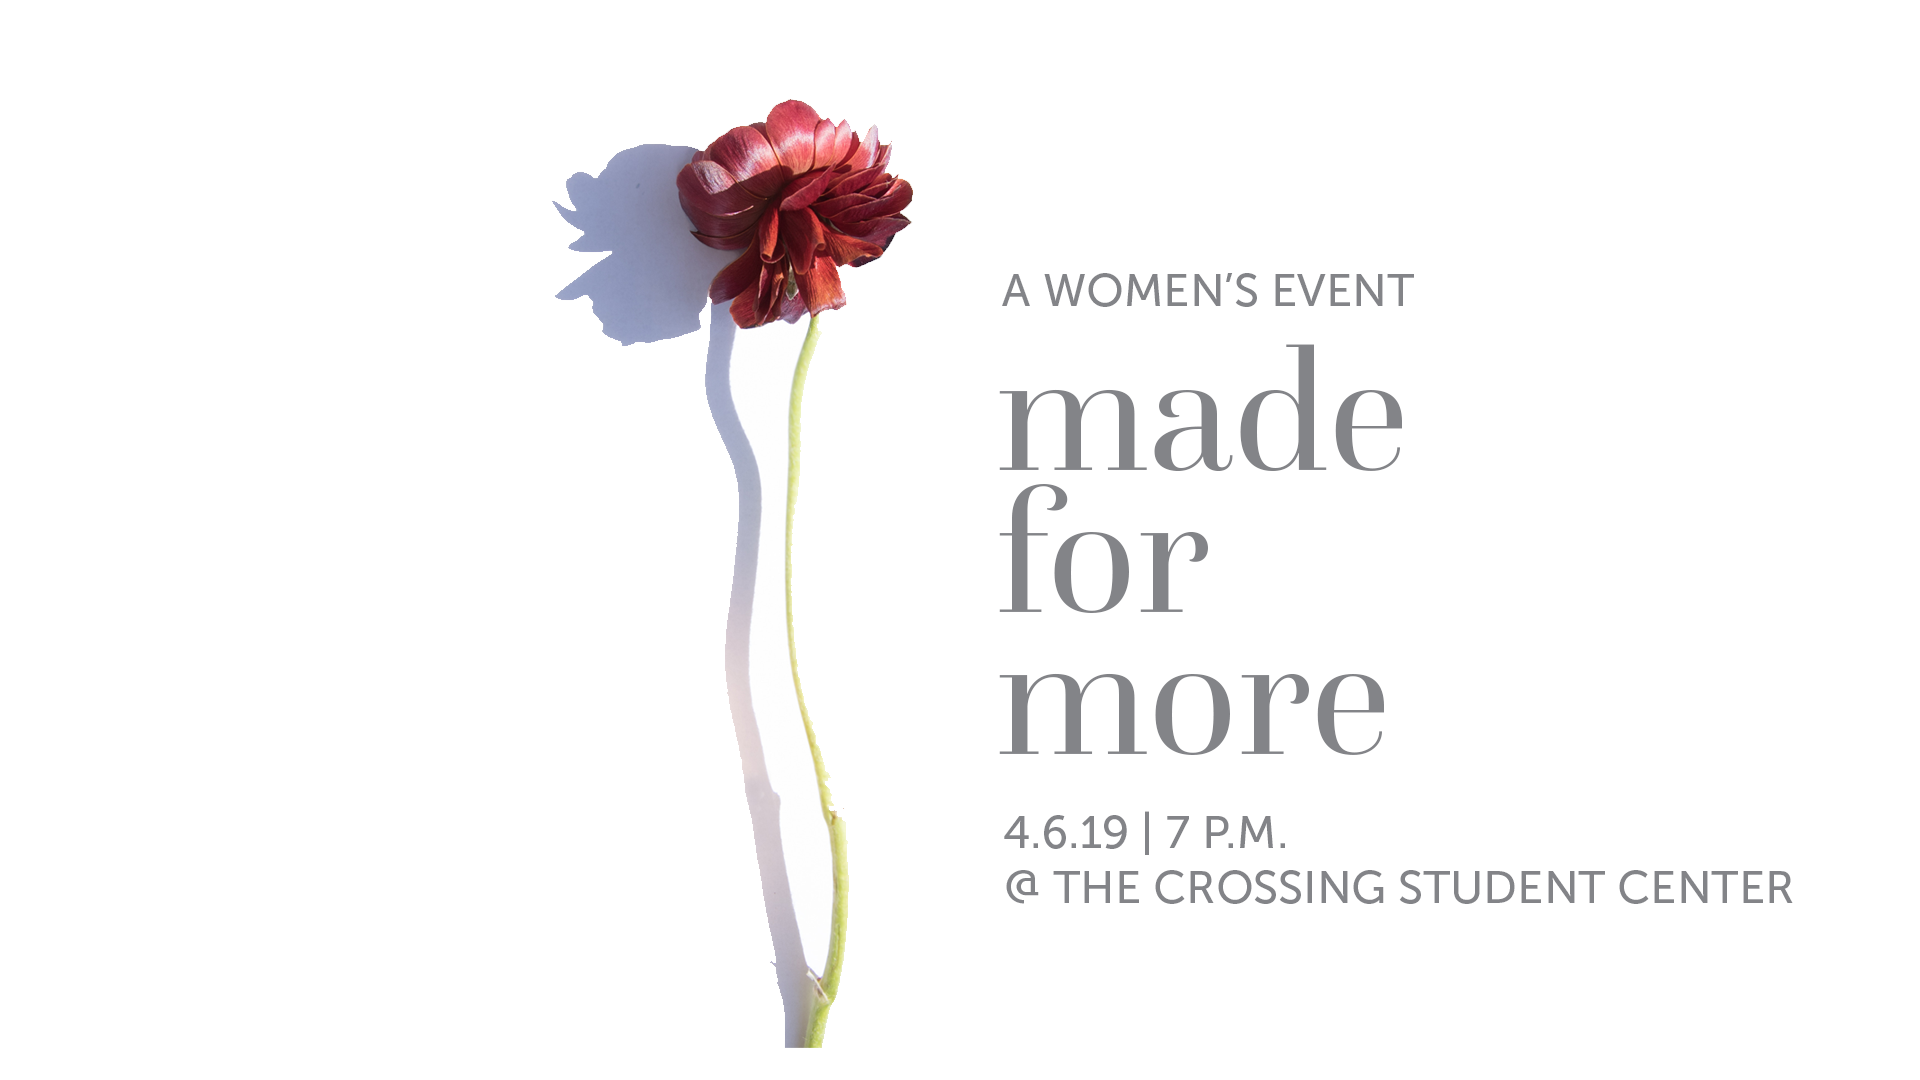 A WOMEN’S EVENT
made
for
more
4.6.19 | 7 P.M.
@ THE CROSSING STUDENT CENTER